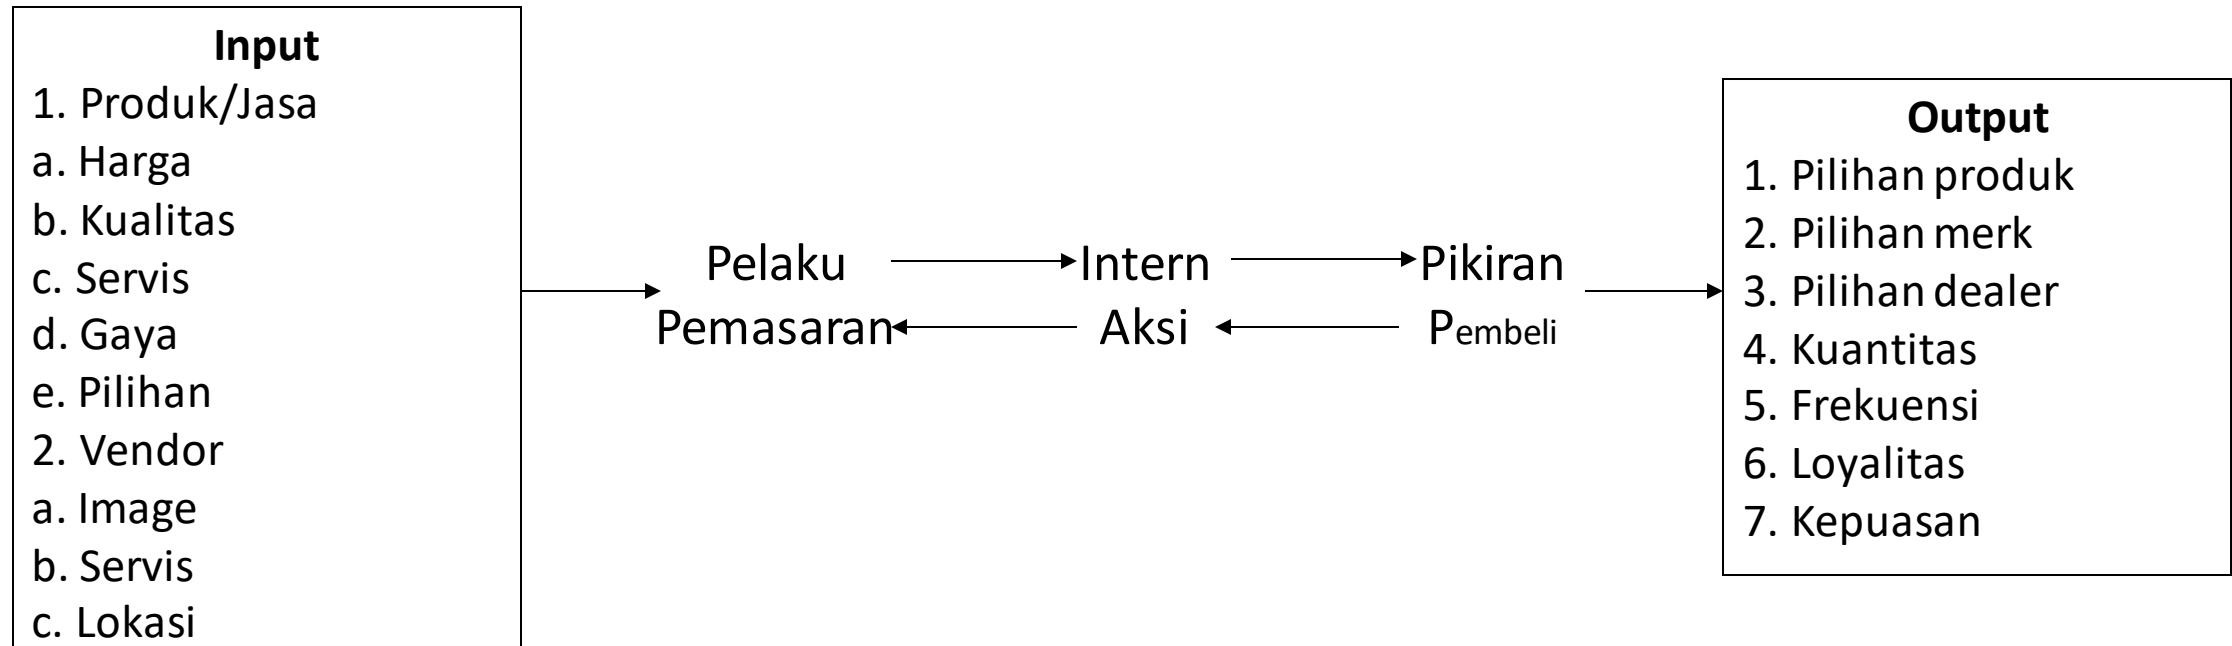 Input
1. Produk/Jasa
a. Harga
b. Kualitas
c. Servis
d. Gaya
e. Pilihan
2. Vendor
a. Image
b. Servis
c. Lokasi
Pelaku Intern Pikiran
Pemasaran Aksi Pembeli
Output
1. Pilihan produk
2. Pilihan merk
3. Pilihan dealer
4. Kuantitas
5. Frekuensi
6. Loyalitas
7. Kepuasan